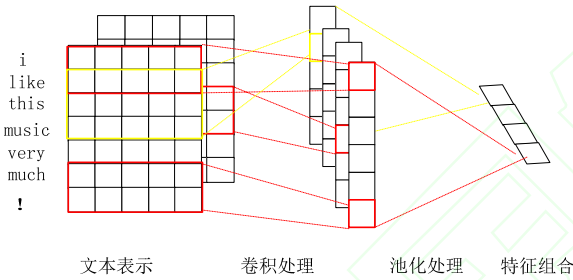 i
like
this
music
very
much
!
文本表示 卷积处理 池化处理 特征组合